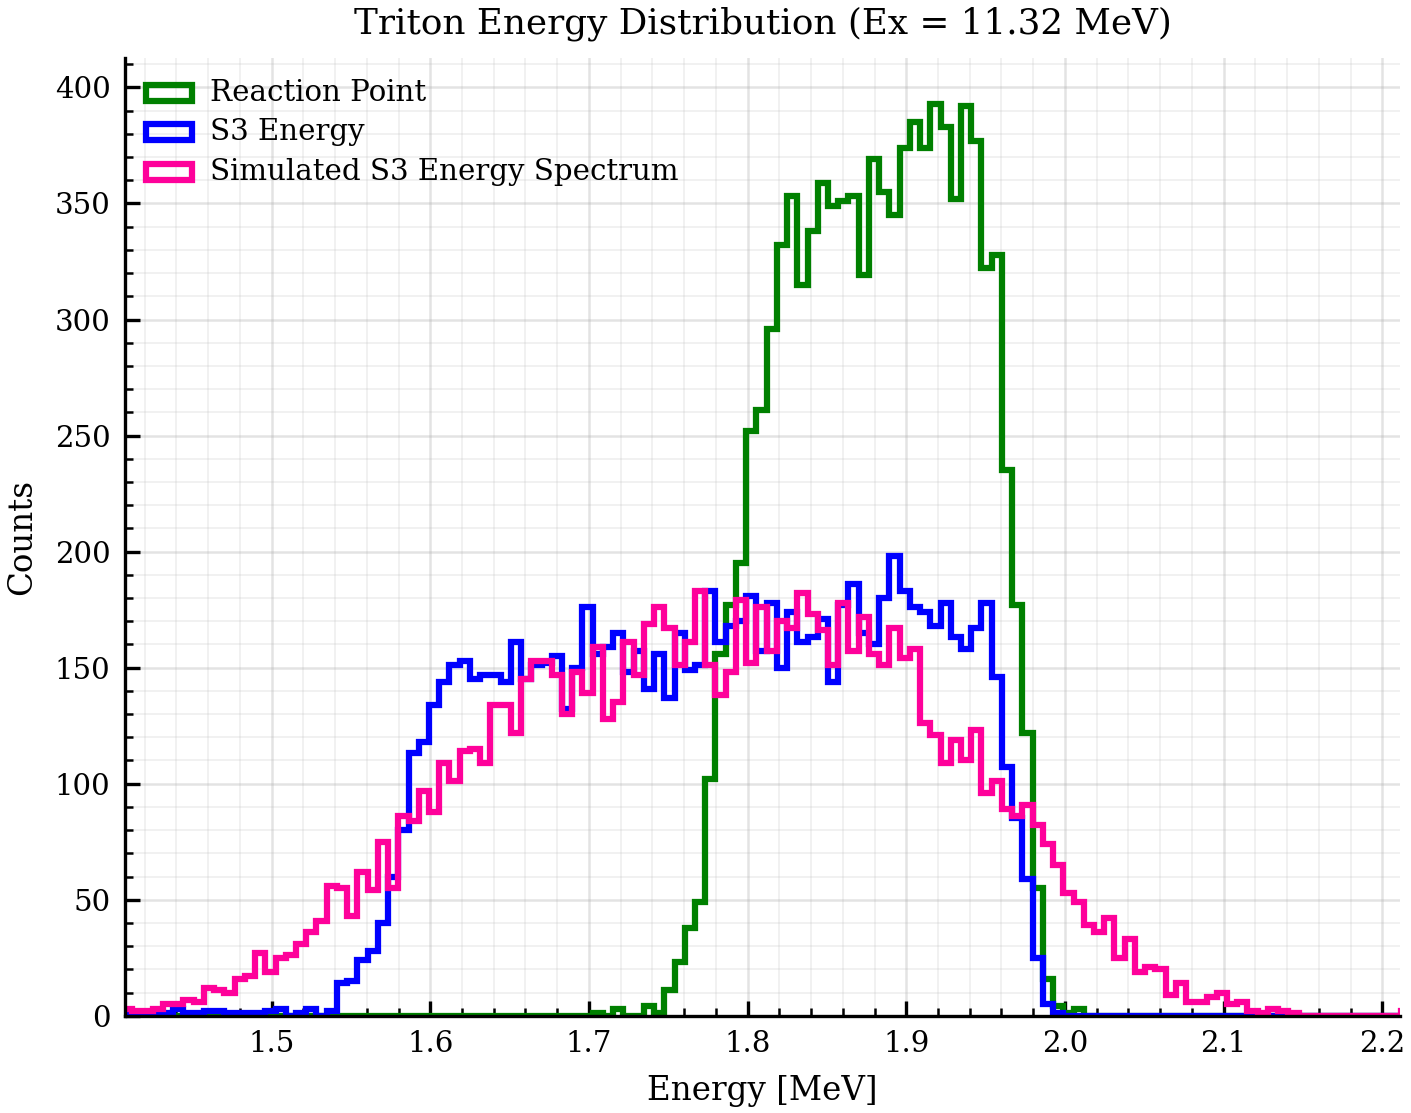 Triton Energy Distribution (Ex = 11.32 MeV)
Reaction Point
S3 Energy
Simulated S3 Energy Spectrum
400
350
300
250
200
150
100
50
0
Counts
1.5 1.6 1.7 1.8 1.9 2.0 2.1 2.2
Energy [MeV]